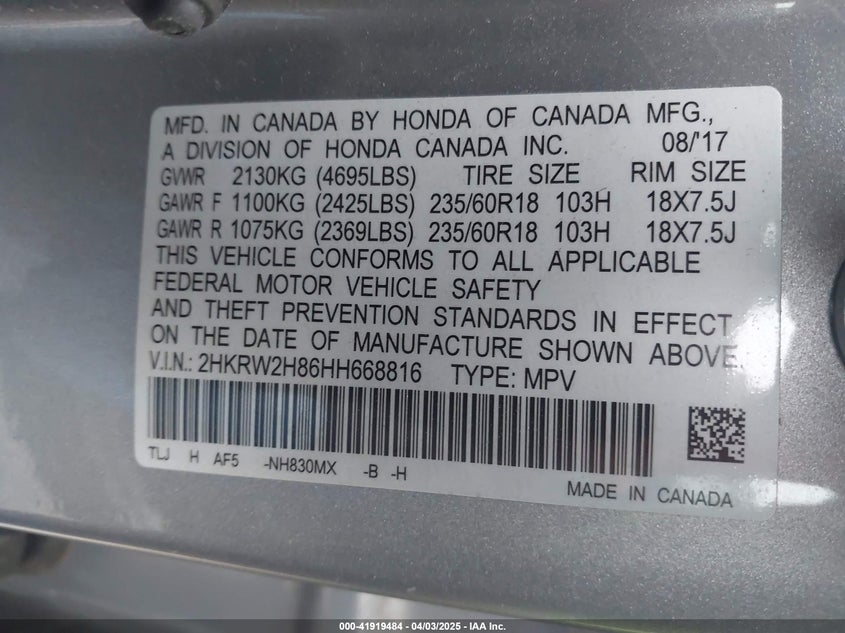 MFD. IN CANADA BY HONDA OF CANADA MFG.,
A DIVISION OF HONDA CANADA INC. 08/'17
GVWR 2130KG (4695LBS) TIRE SIZE RIM SIZE
GAWR F 1100KG (2425LBS) 235/60R18 103H 18X7.5J
GAWR R 1075KG (2369LBS) 235/60R18 103H 18X7.5J
THIS VEHICLE CONFORMS TO ALL APPLICABLE
FEDERAL MOTOR VEHICLE SAFETY
AND THEFT PREVENTION STANDARDS IN EFFECT
ON THE DATE OF MANUFACTURE SHOWN ABOVE.
V.I.N.: 2HKRW2H86HH668816 TYPE: MPV
TLJ H AF5 -NH830MX -B -H
MADE IN CANADA
000-41919484 - 04/03/2025 - IAA Inc.